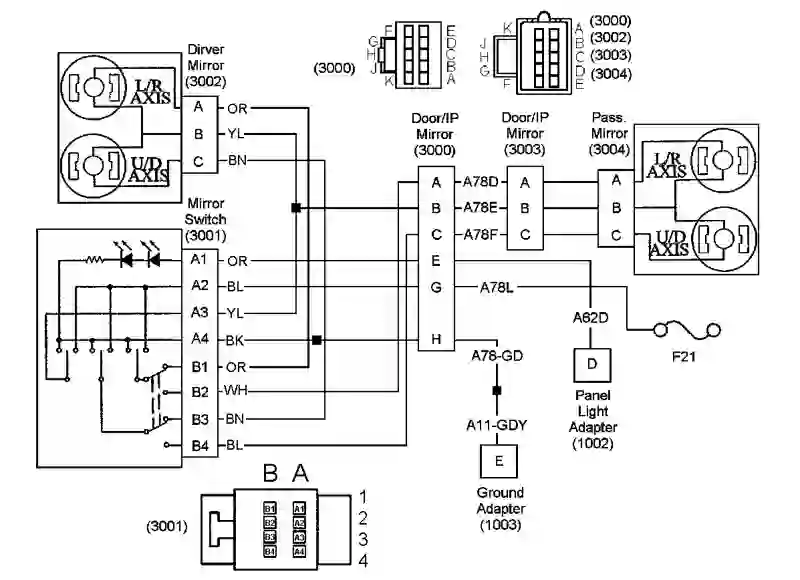 Dirver
Mirror
(3002)
L/R
AXIS
U/D
AXIS
A
B
C
OR
YL
BN
(3000)
F
G
H
J
K
E
D
C
B
A
K
J
H
G
F
A
B
C
D
E
(3000)
(3002)
(3003)
(3004)
Door/IP
Mirror
(3000)
Door/IP
Mirror
(3003)
Pass.
Mirror
(3004)
A
B
C
E
G
H
A78D
A78E
A78F
A
B
C
A
B
C
L/R
AXIS
U/D
AXIS
Mirror
Switch
(3001)
A1 OR
A2 BL
A3 YL
A4 BK
B1 OR
B2 WH
B3 BN
B4 BL
A78L
A62D
F21
A78-GD
D
Panel
Light
Adapter
(1002)
A11-GDY
E
Ground
Adapter
(1003)
B A
(3001)
B1 A1
B2 A2
B3 A3
B4 A4
1
2
3
4